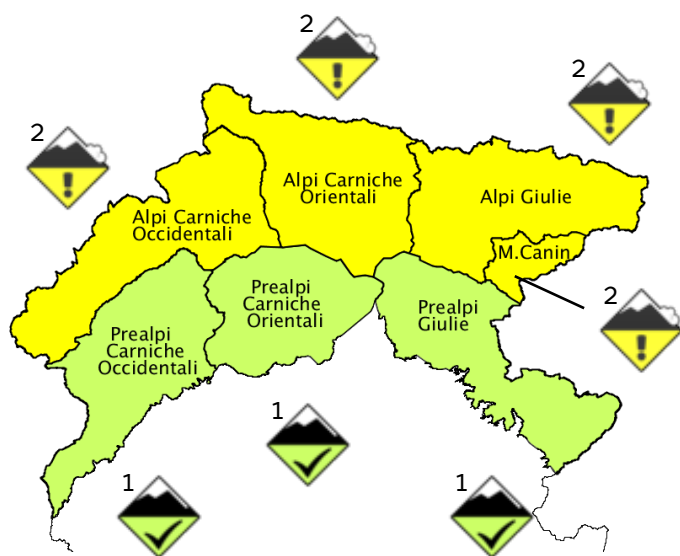 2
2
2
Alpi Carniche
Orientali
Alpi Giulie
Alpi Carniche
Occidentali
M.Canin
Prealpi
Carniche
Orientali
Prealpi
Giulie
2
Prealpi
Carniche
Occidentali
1
1
1